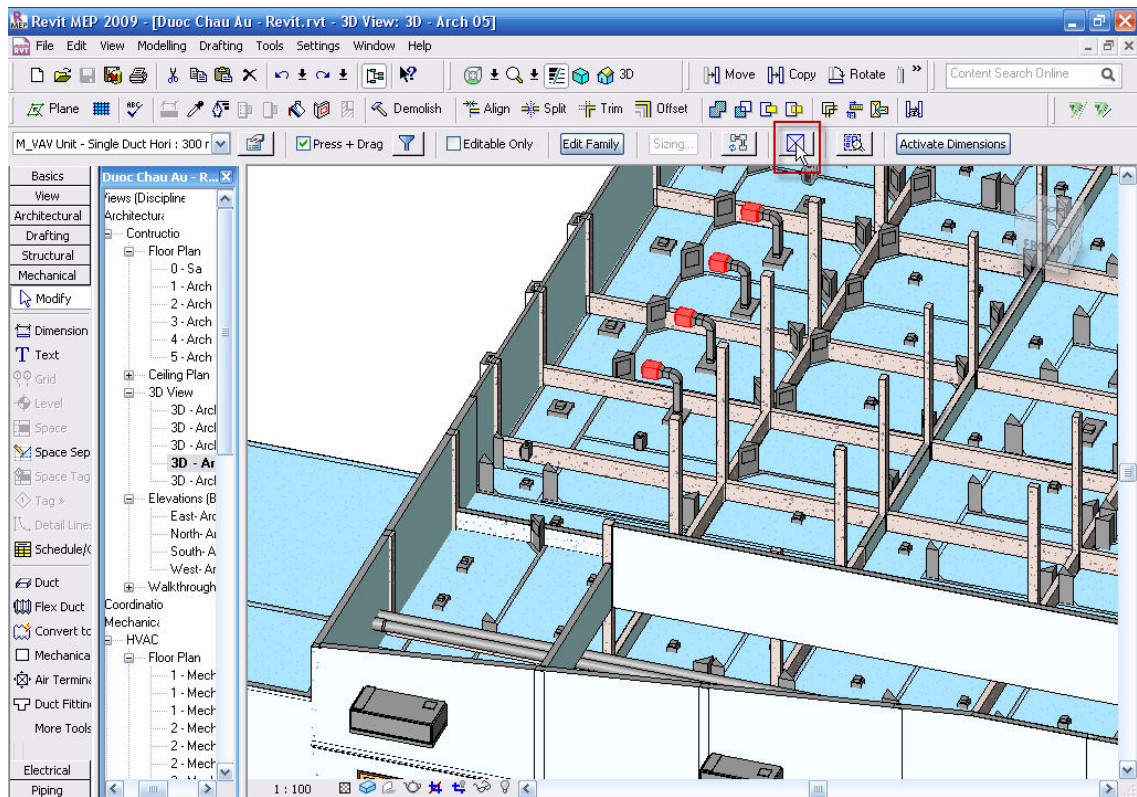 Revit MEP 2009 - [Duoc Chau Au - Revit.rvt - 3D View: 3D - Arch 05]
File Edit View Modelling Drafting Tools Settings Window Help
3D Move Copy Rotate » Content Search Online
Plane Demolish Align Split Trim Offset
M_VAV Unit - Single Duct Hori : 300 r Press + Drag Editable Only Edit Family Sizing... Activate Dimensions
Basics
View
Architectural
Drafting
Structural
Mechanical
Modify
Dimension
Text
Grid
Level
Space
Space Sep
Space Tag
Tag »
Detail Line
Schedule/
Duct
Flex Duct
Convert to
Mechanica
Air Termina
Duct Fittin
More Tools
Electrical
Piping
Duoc Chau Au - R...
Views (Discipline
Architectura
Contructio
Floor Plan
0 - Sa
1 - Arch
2 - Arch
3 - Arch
4 - Arch
5 - Arch
Ceiling Plan
3D View
3D - Arcl
3D - Arcl
3D - Arcl
3D - Ar
3D - Arcl
Elevations (B
East- Arc
North- A
South- A
West- Ar
Walkthrough
Coordinatio
Mechanica
HVAC
Floor Plan
1 - Mech
1 - Mech
1 - Mech
2 - Mech
2 - Mech
2 - Mech
FRONT
1 : 100